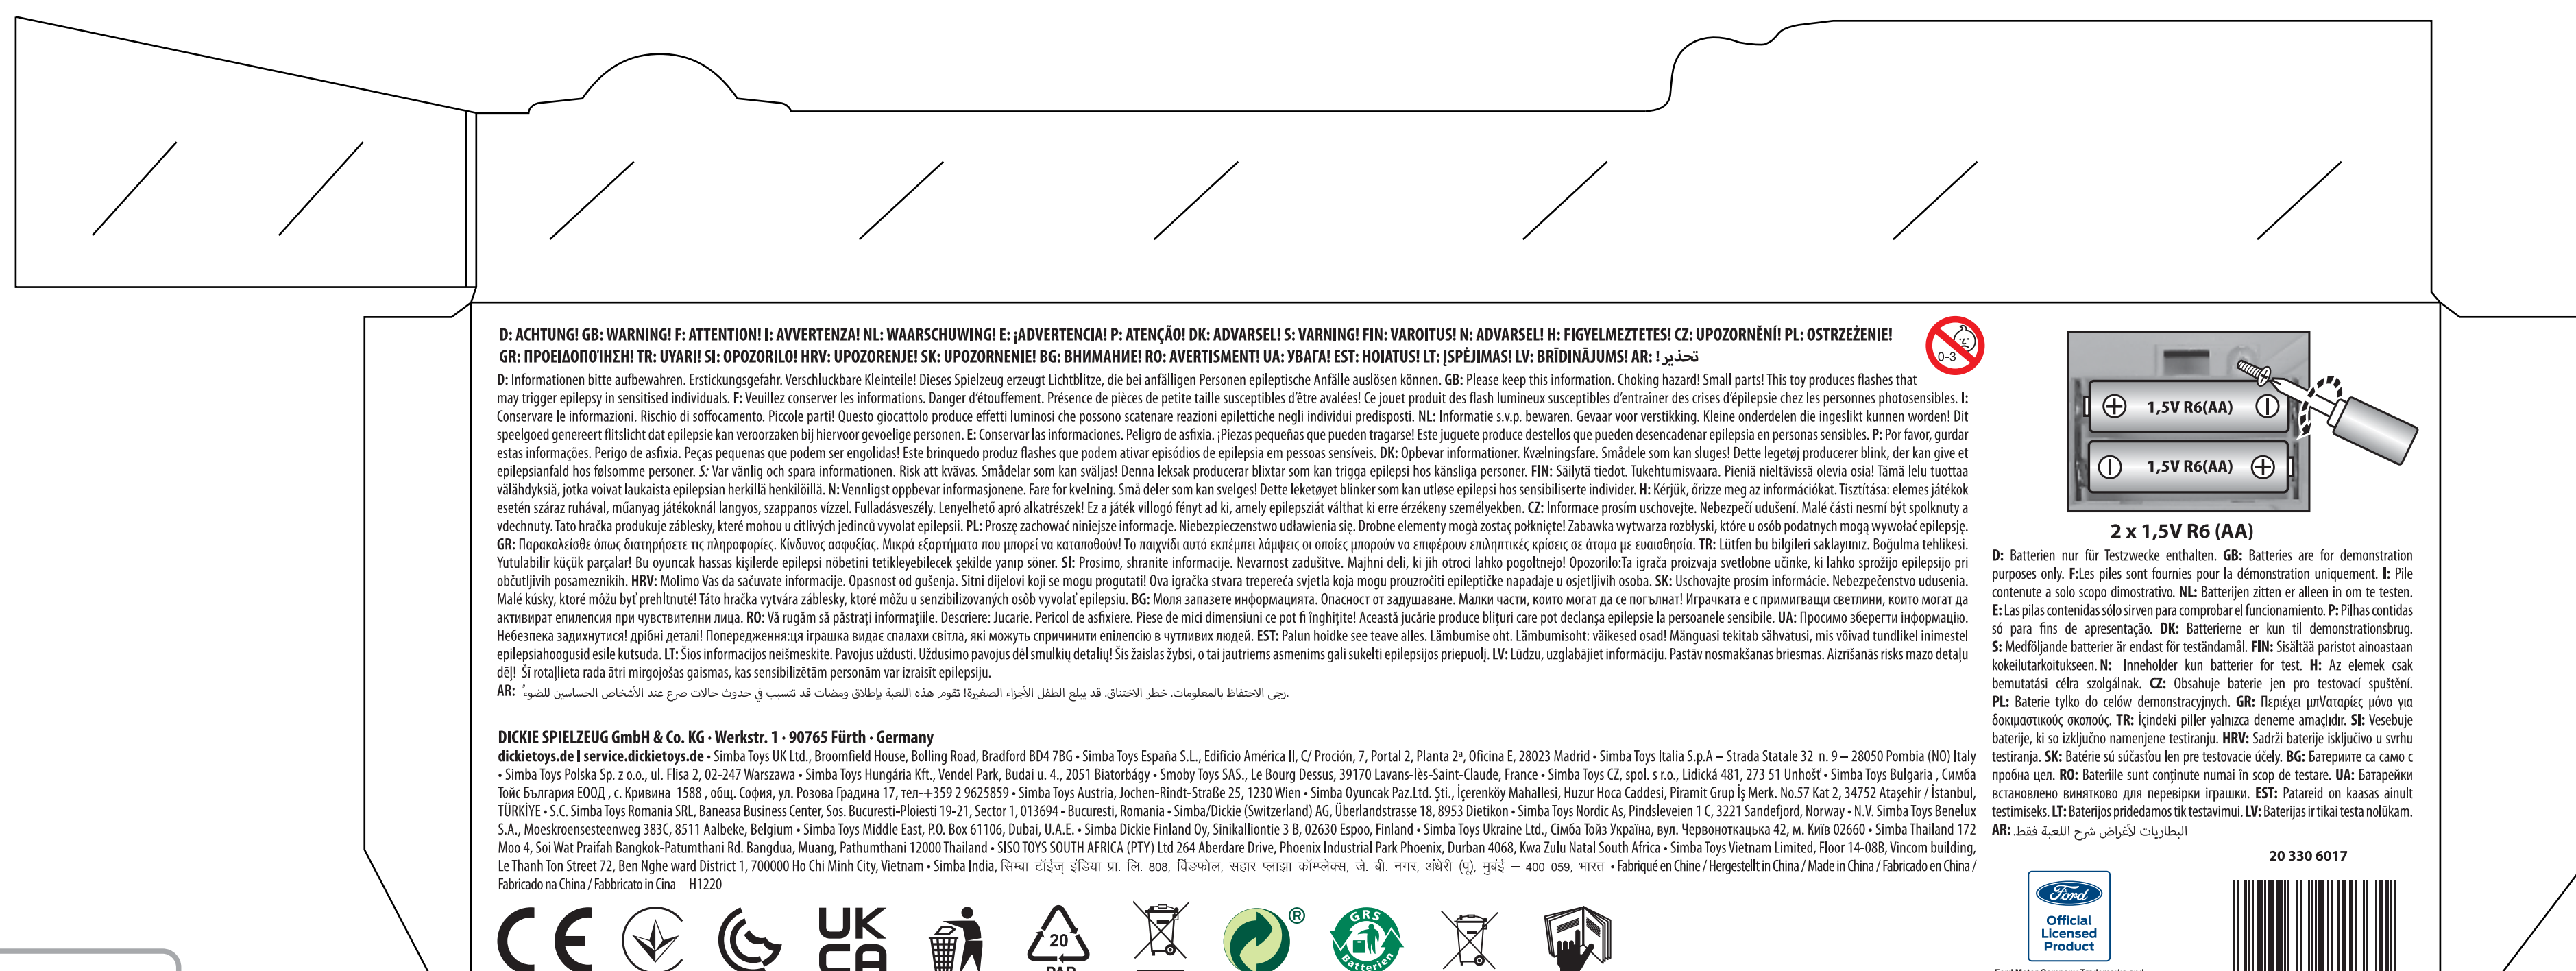 D: ACHTUNG! GB: WARNING! F: ATTENTION! I: AVVERTENZA! NL: WAARSCHUWING! E: ¡ADVERTENCIA! P: ATENÇÃO! DK: ADVARSEL! S: VARNING! FIN: VAROITUS! N: ADVARSEL! H: FIGYELMEZTETES! CZ: UPOZORNĚNÍ! PL: OSTRZEŻENIE!
GR: ΠΡΟΕΙΔΟΠΟΪΗΣΗ! TR: UYARI! SI: OPOZORILO! HRV: UPOZORENJE! SK: UPOZORNENIE! BG: ВНИМАНИЕ! RO: AVERTISMENT! UA: УВАГА! EST: HOIATUS! LT: ĮSPĖJIMAS! LV: BRĪDINĀJUMS! AR: تحذير!
0-3
D: Informationen bitte aufbewahren. Erstickungsgefahr. Verschluckbare Kleinteile! Dieses Spielzeug erzeugt Lichtblitze, die bei anfälligen Personen epileptische Anfälle auslösen können. GB: Please keep this information. Choking hazard! Small parts! This toy produces flashes that
may trigger epilepsy in sensitised individuals. F: Veuillez conserver les informations. Danger d'étouffement. Présence de pièces de petite taille susceptibles d'être avalées! Ce jouet produit des flash lumineux susceptibles d'entraîner des crises d'épilepsie chez les personnes photosensibles. I:
Conservare le informazioni. Rischio di soffocamento. Piccole parti! Questo giocattolo produce effetti luminosi che possono scatenare reazioni epilettiche negli individui predisposti. NL: Informatie s.v.p. bewaren. Gevaar voor verstikking. Kleine onderdelen die ingeslikt kunnen worden! Dit
speelgoed genereert flitslicht dat epilepsie kan veroorzaken bij hiervoor gevoelige personen. E: Conservar las informaciones. Peligro de asfixia. ¡Piezas pequeñas que pueden tragarse! Este juguete produce destellos que pueden desencadenar epilepsia en personas sensibles. P: Por favor, gurdar
estas informações. Perigo de asfixia. Peças pequenas que podem ser engolidas! Este brinquedo produz flashes que podem ativar episódios de epilepsia em pessoas sensíveis. DK: Opbevar informationer. Kvælningsfare. Smådele som kan sluges! Dette legetøj producerer blink, der kan give et
epilepsianfald hos følsomme personer. S: Var vänlig och spara informationen. Risk att kvävas. Smådelar som kan sväljas! Denna leksak producerar blixtar som kan trigga epilepsi hos känsliga personer. FIN: Säilytä tiedot. Tukehtumisvaara. Pieniä nieltävissä olevia osia! Tämä lelu tuottaa
välähdyksiä, jotka voivat laukaista epilepsian herkillä henkilöillä. N: Vennligst oppbevar informasjonene. Fare for kvelning. Små deler som kan svelges! Dette leketøyet blinker som kan utløse epilepsi hos sensibiliserte individer. H: Kérjük, őrizze meg az információkat. Tisztítása: elemes játékok
esetén száraz ruhával, műanyag játékoknál langyos, szappanos vízzel. Fulladásveszély. Lenyelhető apró alkatrészek! Ez a játék villogó fényt ad ki, amely epilepsziát válthat ki erre érzékeny személyekben. CZ: Informace prosím uschovejte. Nebezpečí udušení. Malé části nesmí být spolknuty a
vdechnuty. Tato hračka produkuje záblesky, které mohou u citlivých jedinců vyvolat epilepsii. PL: Proszę zachować niniejsze informacje. Niebezpieczenstwo udławienia się. Drobne elementy mogą zostaç połknięte! Zabawka wytwarza rozbłyski, które u osób podatnych mogą wywołać epilepsję.
GR: Παρακαλείσθε όπως διατηρήσετε τις πληροφορίες. Κίνδυνος ασφυξίας. Μικρά εξαρτήματα που μπορεί να καταποθούν! Το παιχνίδι αυτό εκπέμπει λάμψεις οι οποίες μπορούν να επιφέρουν επιληπτικές κρίσεις σε άτομα με ευαισθησία. TR: Lütfen bu bilgileri saklayıınız. Boğulma tehlikesi.
Yutulabilir küçük parçalar! Bu oyuncak hassas kişilerde epilepsi nöbetini tetikleyebilecek şekilde yanıp söner. SI: Prosimo, shranite informacije. Nevarnost zadušitve. Majhni deli, ki jih otroci lahko pogoltnejo! Opozorilo:Ta igrača proizvaja svetlobne učinke, ki lahko sprožijo epilepsijo pri
občutljivih posameznikih. HRV: Molimo Vas da sačuvate informacije. Opasnost od gušenja. Sitni dijelovi koji se mogu progutati! Ova igračka stvara trepereća svjetla koja mogu prouzročiti epileptičke napadaje u osjetljivih osoba. SK: Uschovajte prosím informácie. Nebezpečenstvo udusenia.
Malé kúsky, ktoré môžu byť prehltnuté! Táto hračka vytvára záblesky, ktoré môžu u senzibilizovaných osôb vyvolať epilepsiu. BG: Моля запазете информацията. Опасност от задушаване. Малки части, които могат да се погълнат! Играчката е с примигващи светлини, които могат да
активират епилепсия при чувствителни лица. RO: Vă rugăm să păstrați informațiile. Descriere: Jucarie. Pericol de asfixiere. Piese de mici dimensiuni ce pot fi înghițite! Această jucărie produce blițuri care pot declanșa epilepsie la persoanele sensibile. UA: Просимо зберегти інформацію.
Небезпека задихнутися! дрібні деталі! Попередження:ця іграшка видає спалахи світла, які можуть спричинити епілепсію в чутливих людей. EST: Palun hoidke see teave alles. Lämbumise oht. Lämbumisoht: väikesed osad! Mänguasi tekitab sähvatusi, mis võivad tundlikel inimestel
epilepsiahoogusid esile kutsuda. LT: Šios informacijos neišmeskite. Pavojus uždusti. Uždusimo pavojus dėl smulkių detalių! Šis žaislas žybsi, o tai jautriems asmenims gali sukelti epilepsijos priepuolį. LV: Lūdzu, uzglabājiet informāciju. Pastāv nosmakšanas briesmas. Aizrīšanās risks mazo detaļu
dēļ! Šī rotaļlieta rada ātri mirgojošas gaismas, kas sensibilizētām personām var izraisīt epilepsiju.
AR: رجى الاحتفاظ بالمعلومات. خطر الاختناق. قد يبلع الطفل الأجزاء الصغيرة! تقوم هذه اللعبة بإطلاق ومضات قد تتسبب في حدوث حالات صرع عند الأشخاص الحساسين للضوء.
DICKIE SPIELZEUG GmbH & Co. KG · Werkstr. 1 · 90765 Fürth · Germany
dickietoys.de I service.dickietoys.de • Simba Toys UK Ltd., Broomfield House, Bolling Road, Bradford BD4 7BG • Simba Toys España S.L., Edificio América II, C/ Proción, 7, Portal 2, Planta 2ª, Oficina E, 28023 Madrid • Simba Toys Italia S.p.A – Strada Statale 32 n. 9 – 28050 Pombia (NO) Italy
• Simba Toys Polska Sp. z o.o., ul. Flisa 2, 02-247 Warszawa • Simba Toys Hungária Kft., Vendel Park, Budai u. 4., 2051 Biatorbágy • Smoby Toys SAS., Le Bourg Dessus, 39170 Lavans-lès-Saint-Claude, France • Simba Toys CZ, spol. s r.o., Lidická 481, 273 51 Unhošť • Simba Toys Bulgaria , Симба
Тойс България ЕООД , с. Кривина 1588 , общ. София, ул. Розова Градина 17, тел-+359 2 9625859 • Simba Toys Austria, Jochen-Rindt-Straße 25, 1230 Wien • Simba Oyuncak Paz.Ltd. Şti., İçerenköy Mahallesi, Huzur Hoca Caddesi, Piramit Grup İş Merk. No.57 Kat 2, 34752 Ataşehir / İstanbul,
TÜRKİYE • S.C. Simba Toys Romania SRL, Baneasa Business Center, Sos. Bucuresti-Ploiesti 19-21, Sector 1, 013694 - Bucuresti, Romania • Simba/Dickie (Switzerland) AG, Überlandstrasse 18, 8953 Dietikon • Simba Toys Nordic As, Pindsleveien 1 C, 3221 Sandefjord, Norway • N.V. Simba Toys Benelux
S.A., Moeskroensesteenweg 383C, 8511 Aalbeke, Belgium • Simba Toys Middle East, P.O. Box 61106, Dubai, U.A.E. • Simba Dickie Finland Oy, Sinikalliontie 3 B, 02630 Espoo, Finland • Simba Toys Ukraine Ltd., Сімба Тойз Україна, вул. Червоноткацька 42, м. Київ 02660 • Simba Thailand 172
Moo 4, Soi Wat Praifah Bangkok-Patumthani Rd. Bangdua, Muang, Pathumthani 12000 Thailand • SISO TOYS SOUTH AFRICA (PTY) Ltd 264 Aberdare Drive, Phoenix Industrial Park Phoenix, Durban 4068, Kwa Zulu Natal South Africa • Simba Toys Vietnam Limited, Floor 14-08B, Vincom building,
Le Thanh Ton Street 72, Ben Nghe ward District 1, 700000 Ho Chi Minh City, Vietnam • Simba India, सिम्बा टॉईज् इंडिया प्रा. लि. 808, विंडफोल, सहार प्लाझा कॉम्प्लेक्स, जे. बी. नगर, अंधेरी (पू), मुबंई – 400 059, भारत • Fabriqué en Chine / Hergestellt in China / Made in China / Fabricado en China /
Fabricado na China / Fabbricato in Cina H1220
CE
UK
CA
20
PAP
®
GRS
Batterien
1,5V R6(AA)
1,5V R6(AA)
2 x 1,5V R6 (AA)
D: Batterien nur für Testzwecke enthalten. GB: Batteries are for demonstration
purposes only. F:Les piles sont fournies pour la démonstration uniquement. I: Pile
contenute a solo scopo dimostrativo. NL: Batterijen zitten er alleen in om te testen.
E: Las pilas contenidas sólo sirven para comprobar el funcionamiento. P: Pilhas contidas
só para fins de apresentação. DK: Batterierne er kun til demonstrationsbrug.
S: Medföljande batterier är endast för teständamål. FIN: Sisältää paristot ainoastaan
kokeilutarkoitukseen. N: Inneholder kun batterier for test. H: Az elemek csak
bemutatási célra szolgálnak. CZ: Obsahuje baterie jen pro testovací spuštění.
PL: Baterie tylko do celów demonstracyjnych. GR: Περιέχει μπVαταρίες μόνο για
δοκιμαστικούς σκοπούς. TR: İçindeki piller yalnızca deneme amaçlıdır. SI: Vesebuje
baterije, ki so izključno namenjene testiranju. HRV: Sadrži baterije isključivo u svrhu
testiranja. SK: Batérie sú súčasťou len pre testovacie účely. BG: Батериите са само с
пробна цел. RO: Bateriile sunt conținute numai în scop de testare. UA: Батарейки
встановлено винятково для перевірки іграшки. EST: Patareid on kaasas ainult
testimiseks. LT: Baterijos pridedamos tik testavimui. LV: Baterijas ir tikai testa nolūkam.
AR: البطاريات لأغراض شرح اللعبة فقط.
20 330 6017
Ford
Official
Licensed
Product